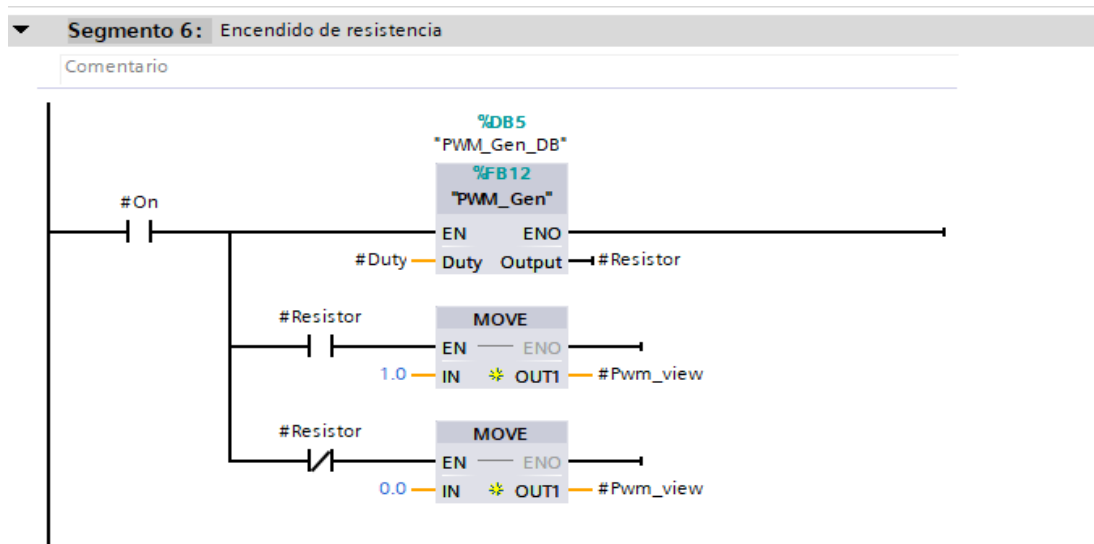 Segmento 6: Encendido de resistencia
Comentario
%DB5
"PWM_Gen_DB"
%FB12
"PWM_Gen"
#On
EN ENO
#Duty Duty Output #Resistor
#Resistor MOVE
EN ENO
1.0 IN OUT1 #Pwm_view
#Resistor MOVE
EN ENO
0.0 IN OUT1 #Pwm_view